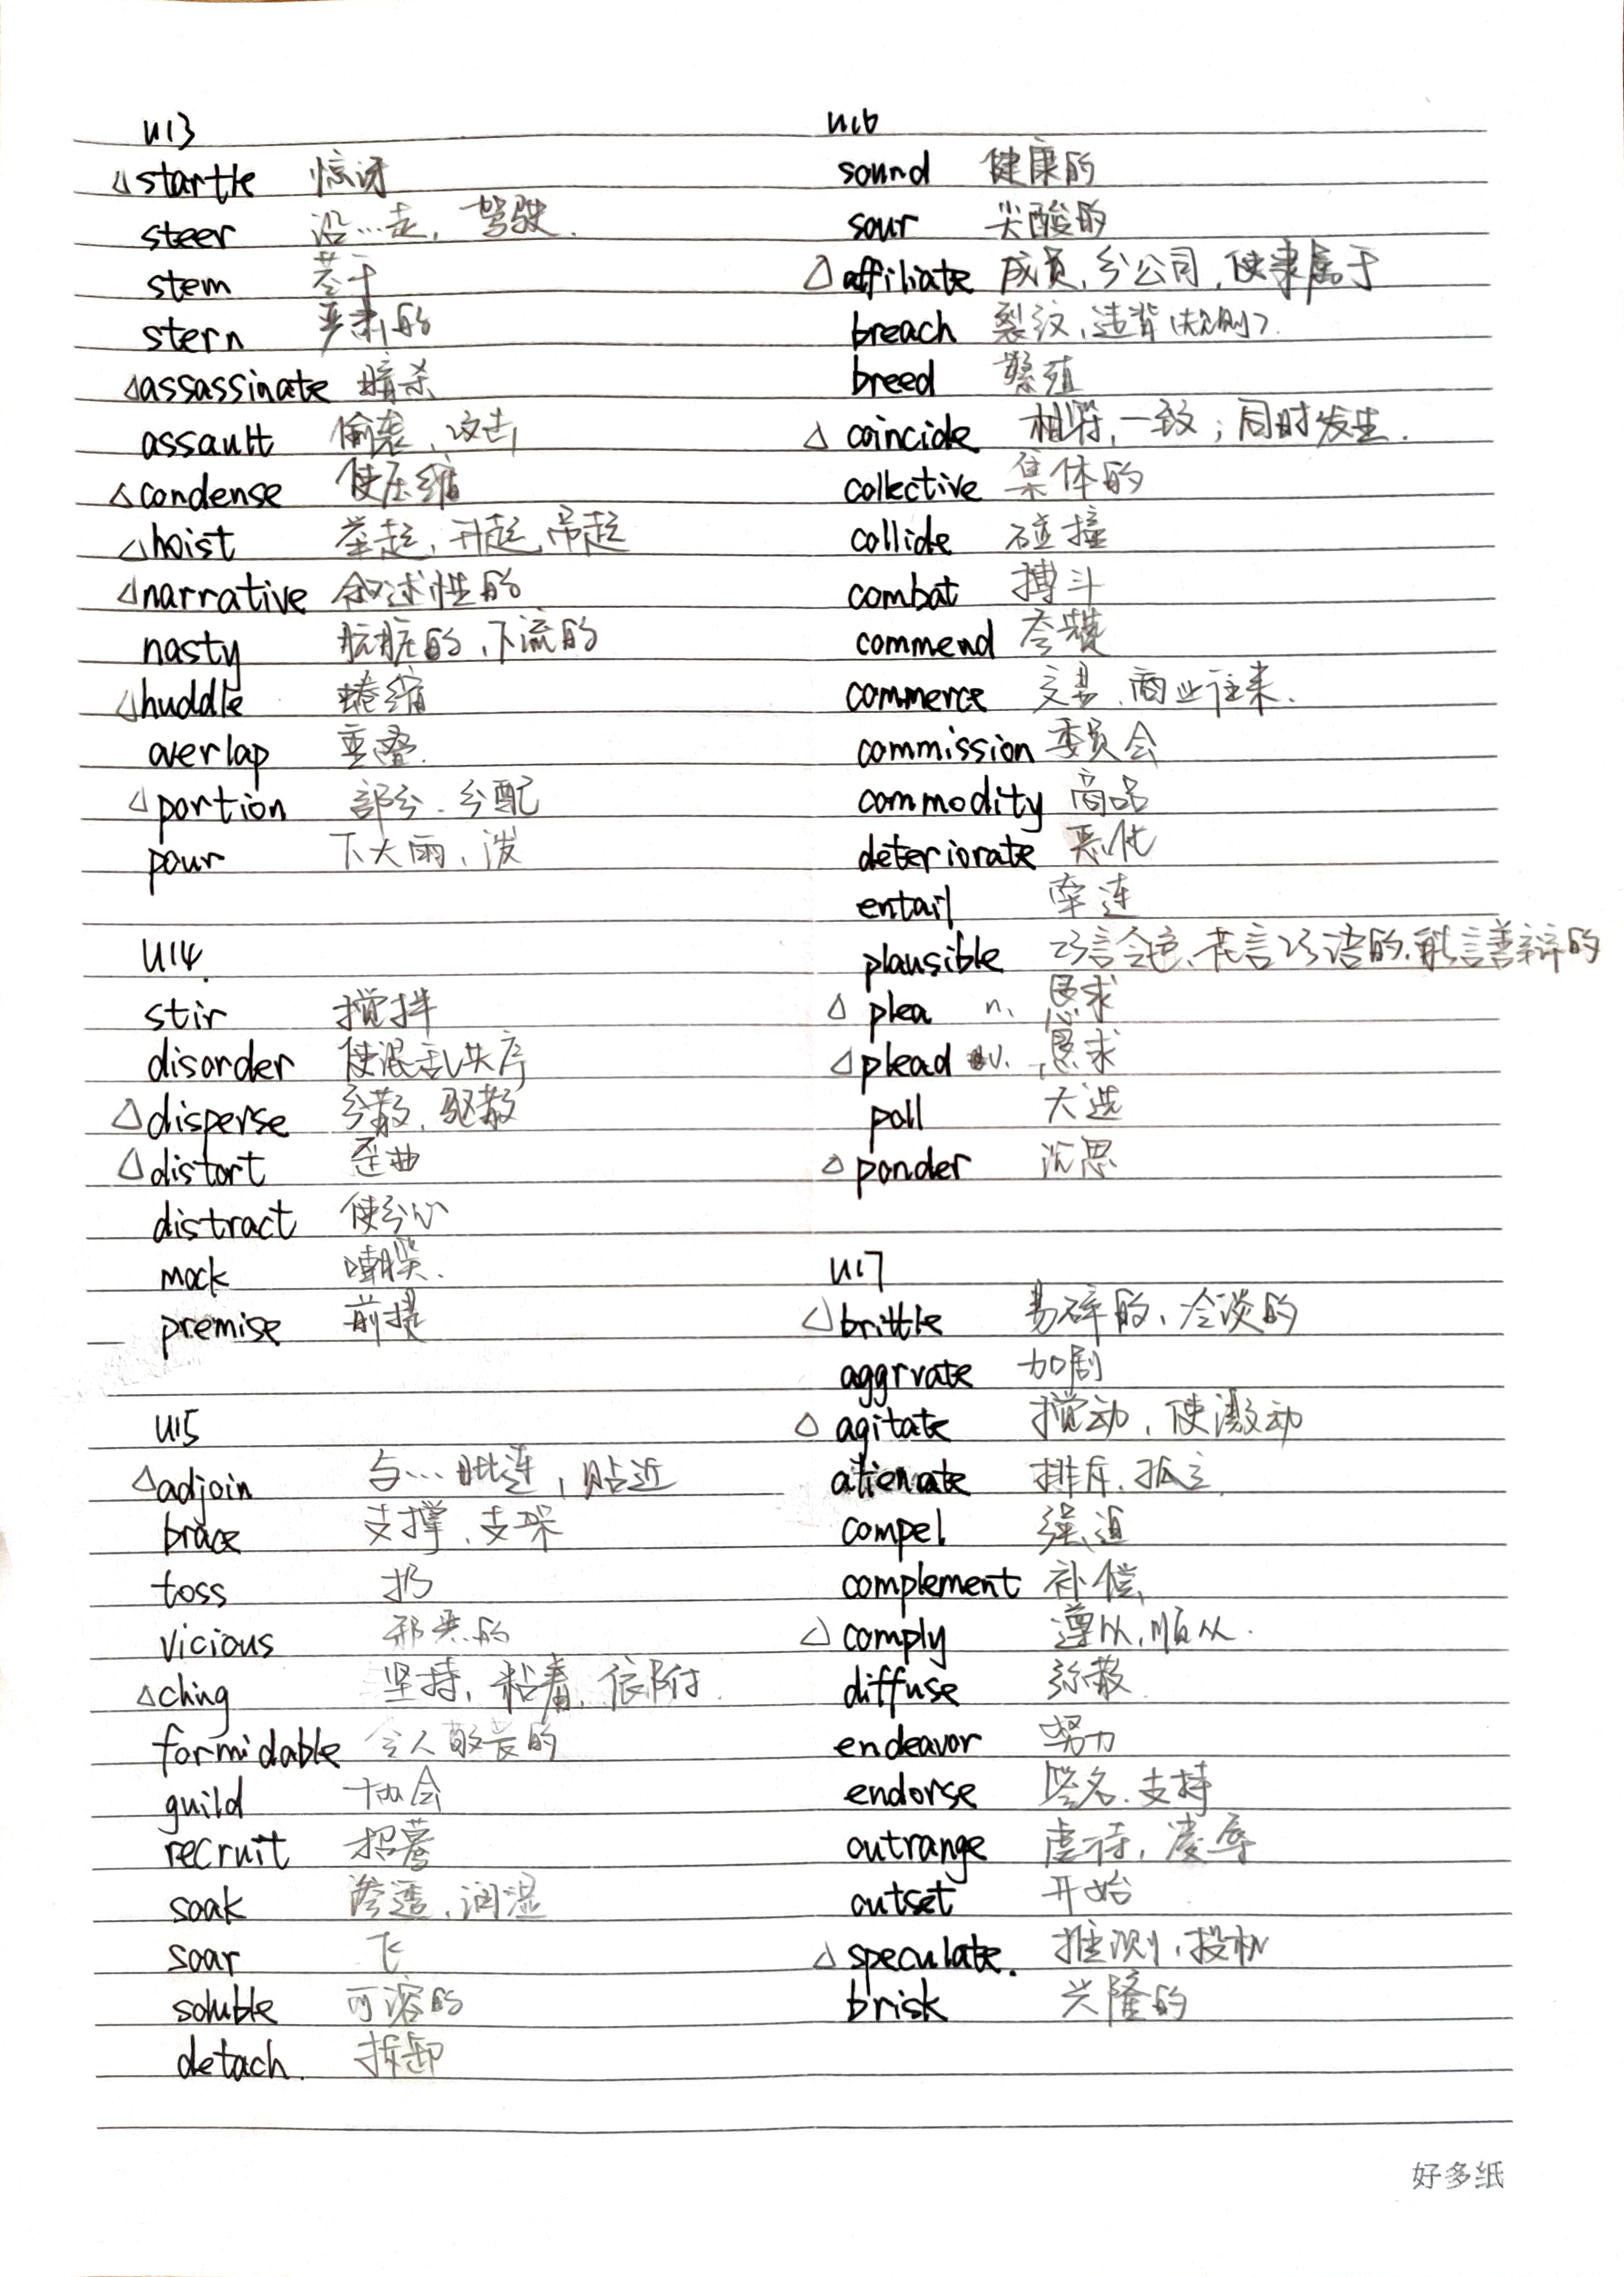 U13
△startle 惊讶
steer 沿…走，驾驶.
stem 茎干
stern 严肃的
△assassinate 暗杀
assault 偷袭、攻击
△condense 使压缩
△hoist 举起，升起，吊起
△narrative 叙述性的
nasty 肮脏的、下流的
△huddle 蜷缩
overlap 重叠.
△portion 部分、分配
pour 下大雨、泼
U14.
stir 搅拌
disorder 使混乱失序
△disperse 分散、驱散
△distort 歪曲
distract 使分心
mock 嘲笑.
premise 前提
U15
△adjoin 与…毗连，贴近
brace 支撑、支架
toss 扔
vicious 邪恶的
△ching 坚持，粘着，依附.
formidable 令人敬畏的
guild 协会
recruit 招募
soak 渗透、润湿
soar 飞
soluble 可溶的
detach. 拆卸
U16
sound 健康的
sour 尖酸的
△affiliate 成员、分公司，使隶属于
breach 裂纹、违背（规则）.
breed 繁殖
△coincide 相符，一致；同时发生.
collective 集体的
collide 碰撞
combat 搏斗
commend 夸赞
commerce 交易、商业往来.
commission 委员会
commodity 商品
deteriorate 恶化
entail 牵连
plausible 巧言令色、花言巧语的、能言善辩的
△plea n. 恳求
△plead v. 恳求
poll 大选
△ponder 沉思
U17
△brittle 易碎的、冷淡的
aggrvate 加剧
△agitate 搅动，使激动
alienate 排斥、孤立
compel 强迫
complement 补偿
△comply 遵从，顺从.
diffuse 弥散
endeavor 努力
endorse 签名、支持
outrange 虐待，凌辱
outset 开始
△speculate. 推测、投机
brisk 兴隆的
好多纸